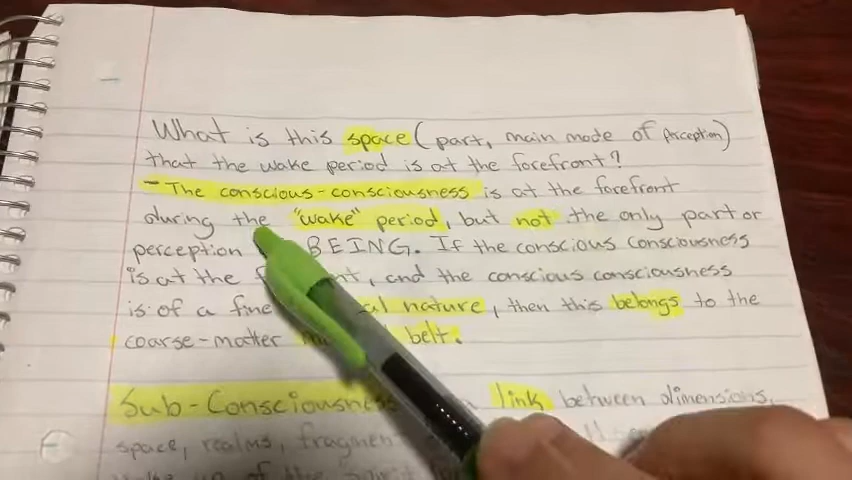 What is this space (part, main mode of Perception)
that the wake period is at the forefront?
- The conscious-consciousness is at the forefront
during the "wake" period, but not the only part or
perception BEING. If the conscious consciousness
is at the, and the conscious consciousness
is of a fine nature, then this belongs to the
coarse-matter belt.
Sub-Consciousness link between dimensions,
space, realms, fragment